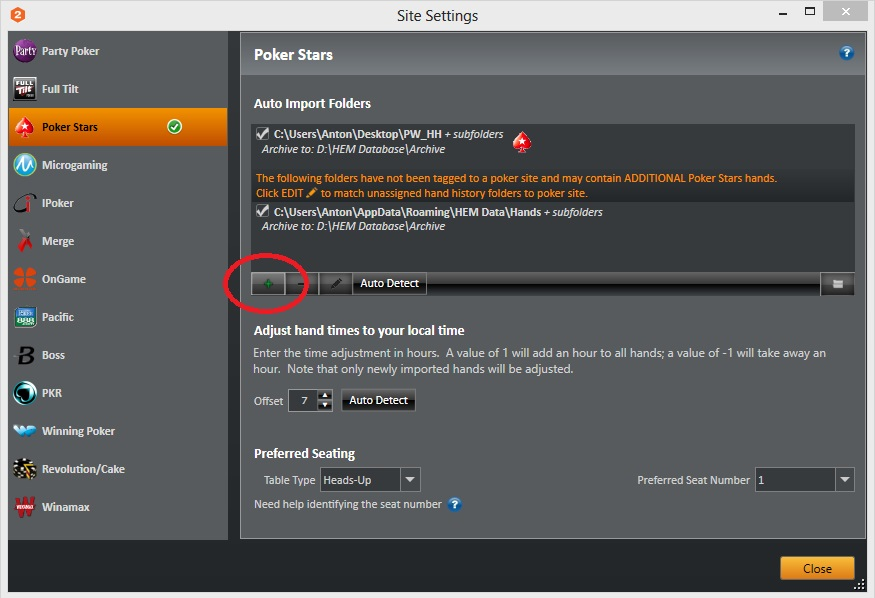 2
Site Settings
Party Party Poker
FULL TILT Full Tilt
Poker Stars
Microgaming
IPoker
Merge
OnGame
888 Pacific
B Boss
PKR
Winning Poker
Revolution/Cake
WINAMAX Winamax
Poker Stars
?
Auto Import Folders
C:\Users\Anton\Desktop\PW_HH + subfolders
Archive to: D:\HEM Database\Archive
The following folders have not been tagged to a poker site and may contain ADDITIONAL Poker Stars hands.
Click EDIT to match unassigned hand history folders to poker site.
C:\Users\Anton\AppData\Roaming\HEM Data\Hands + subfolders
Archive to: D:\HEM Database\Archive
Auto Detect
Adjust hand times to your local time
Enter the time adjustment in hours. A value of 1 will add an hour to all hands; a value of -1 will take away an
hour. Note that only newly imported hands will be adjusted.
Offset 7 Auto Detect
Preferred Seating
Table Type Heads-Up Preferred Seat Number 1
Need help identifying the seat number ?
Close